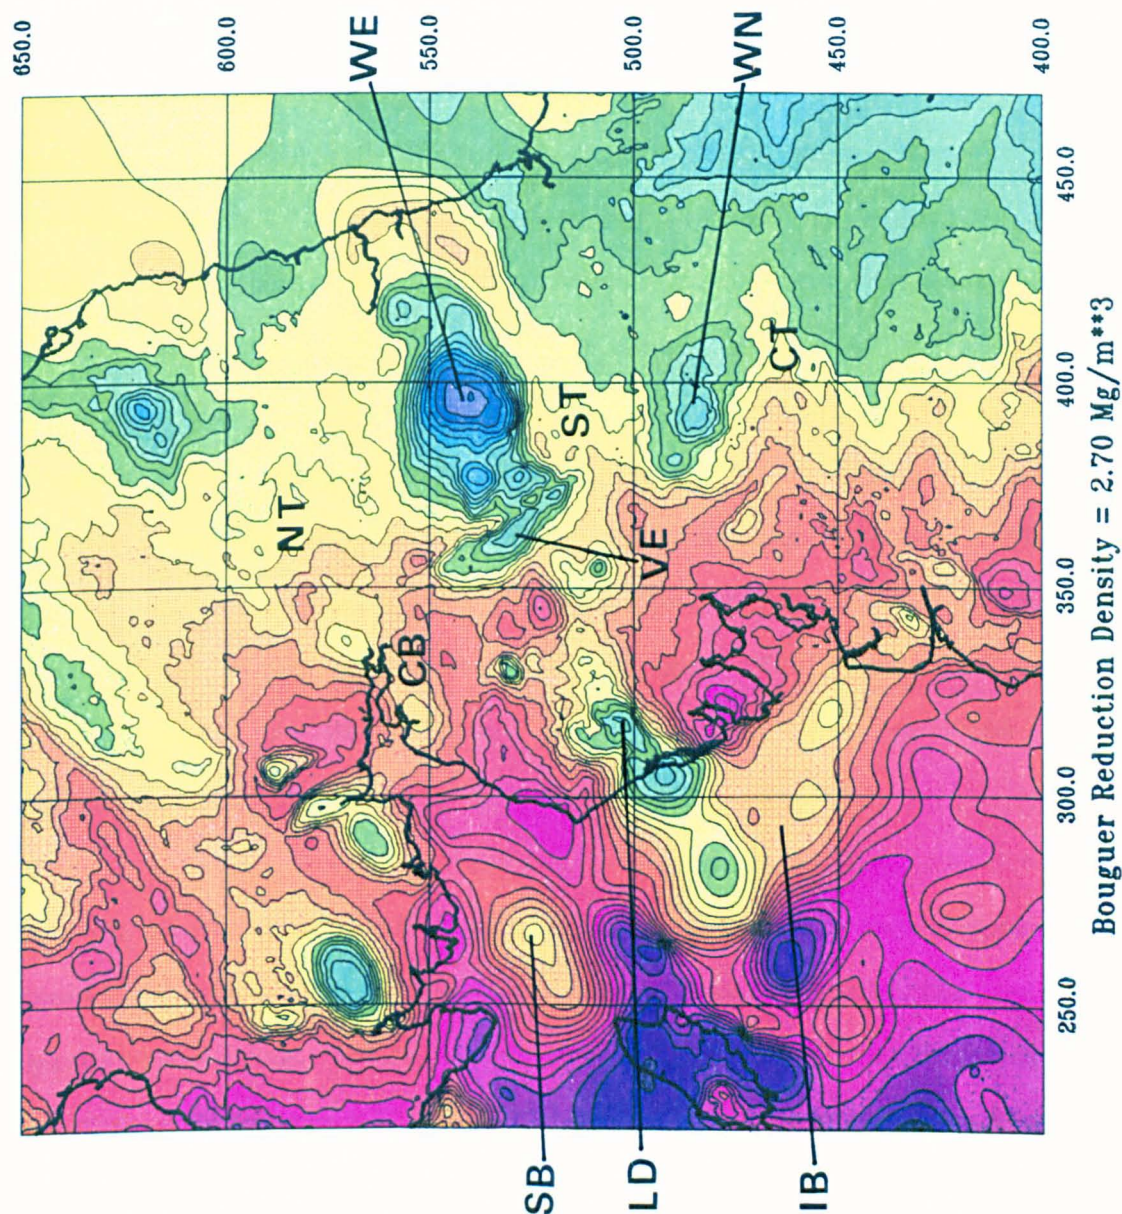 650.0
600.0
550.0
500.0
450.0
400.0
WE
WN
450.0
400.0
350.0
300.0
250.0
NT
ST
CT
VE
CB
SB
LD
IB
Bouguer Reduction Density = 2.70 Mg/m**3